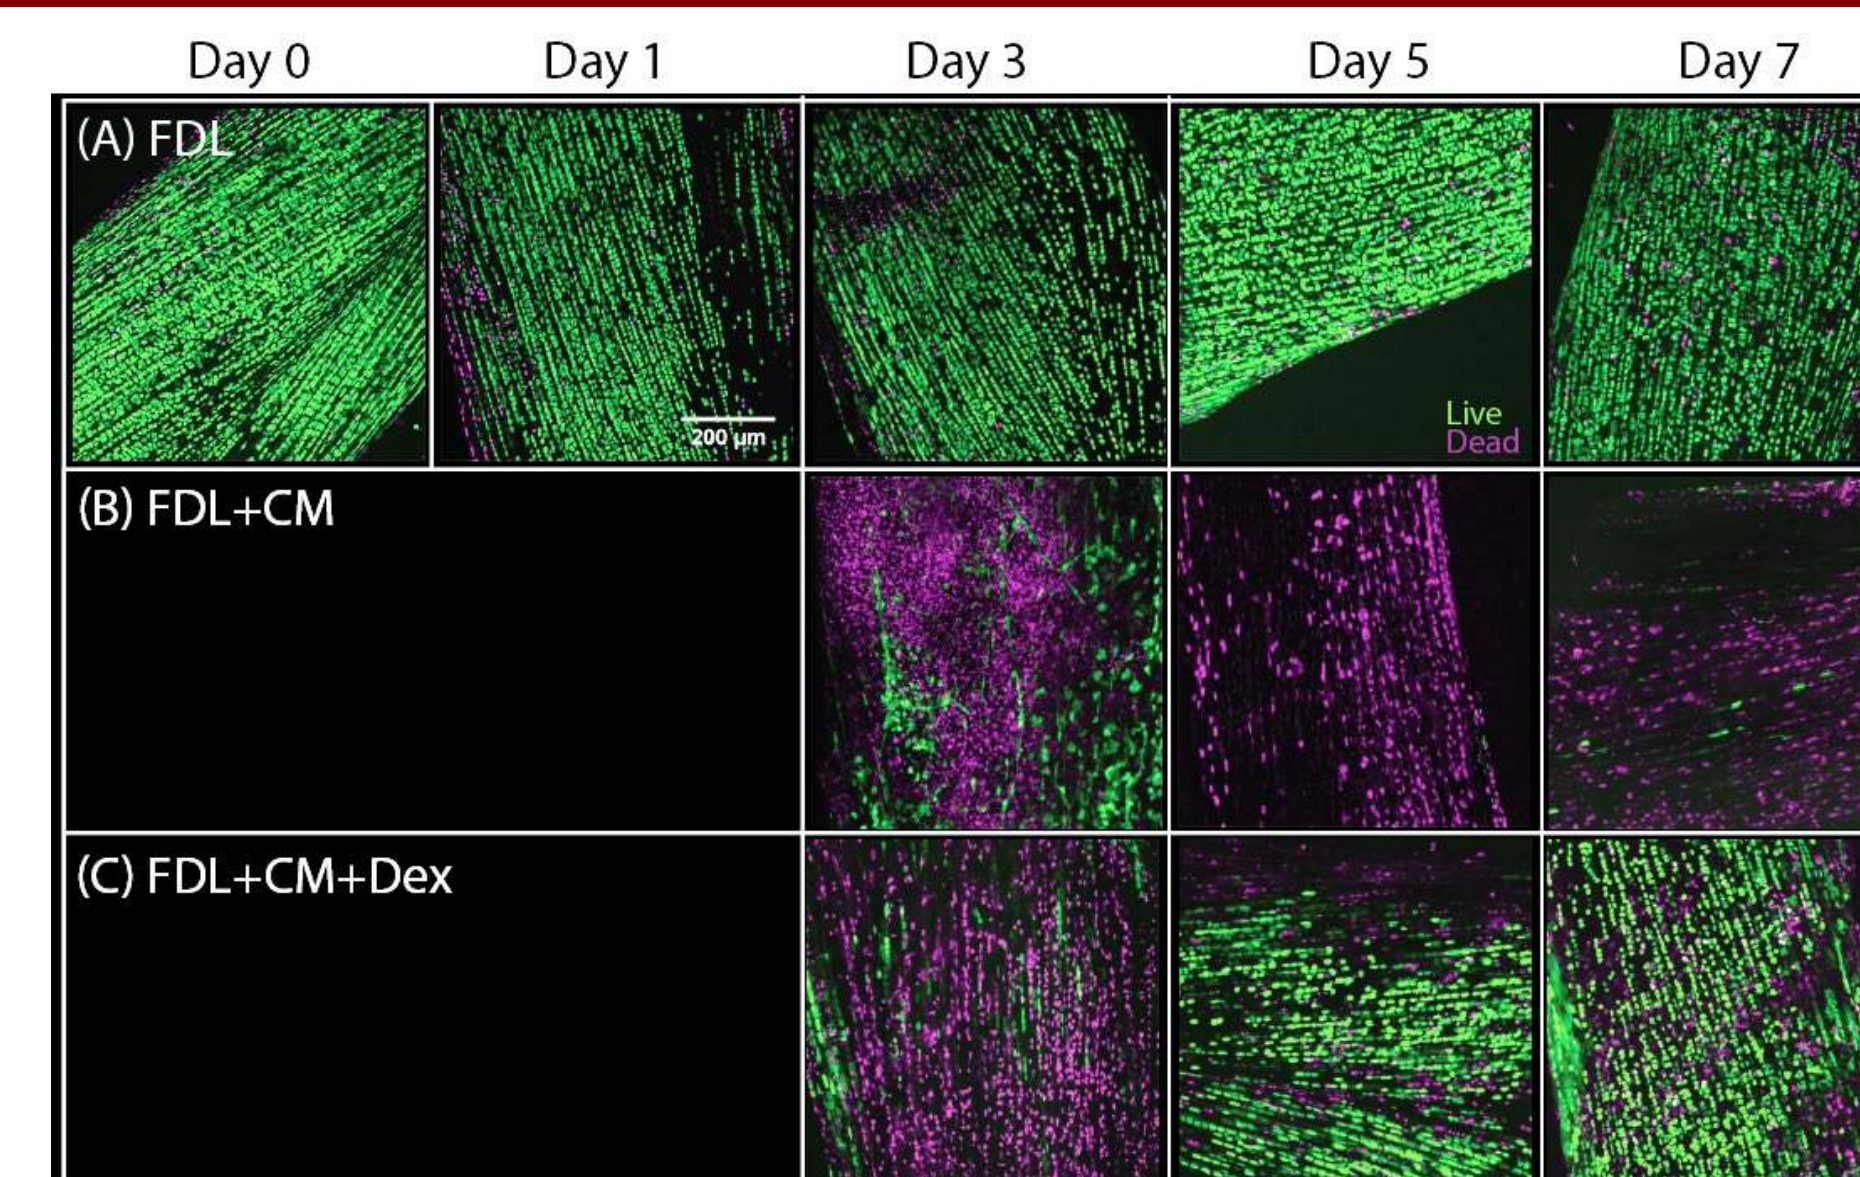 Day 0 Day 1 Day 3 Day 5 Day 7
(A) FDL
200 µm
Live
Dead
(B) FDL+CM
(C) FDL+CM+Dex